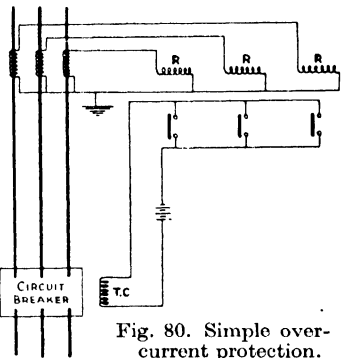 R
R
R
T.C
CIRCUIT
BREAKER
Fig. 80. Simple over-
current protection.